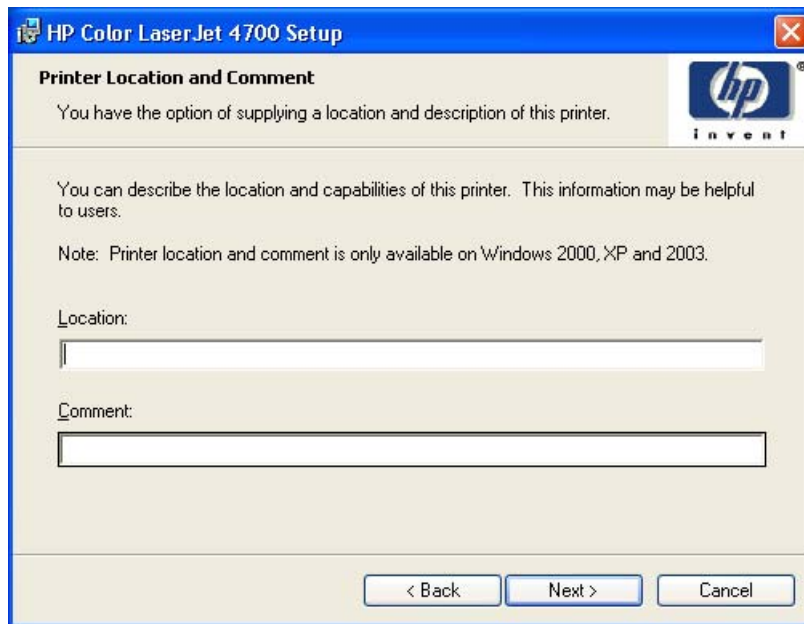 HP Color LaserJet 4700 Setup
Printer Location and Comment
You have the option of supplying a location and description of this printer.
hp
®
invent
You can describe the location and capabilities of this printer. This information may be helpful
to users.
Note: Printer location and comment is only available on Windows 2000, XP and 2003.
Location:
Comment:
< Back
Next >
Cancel